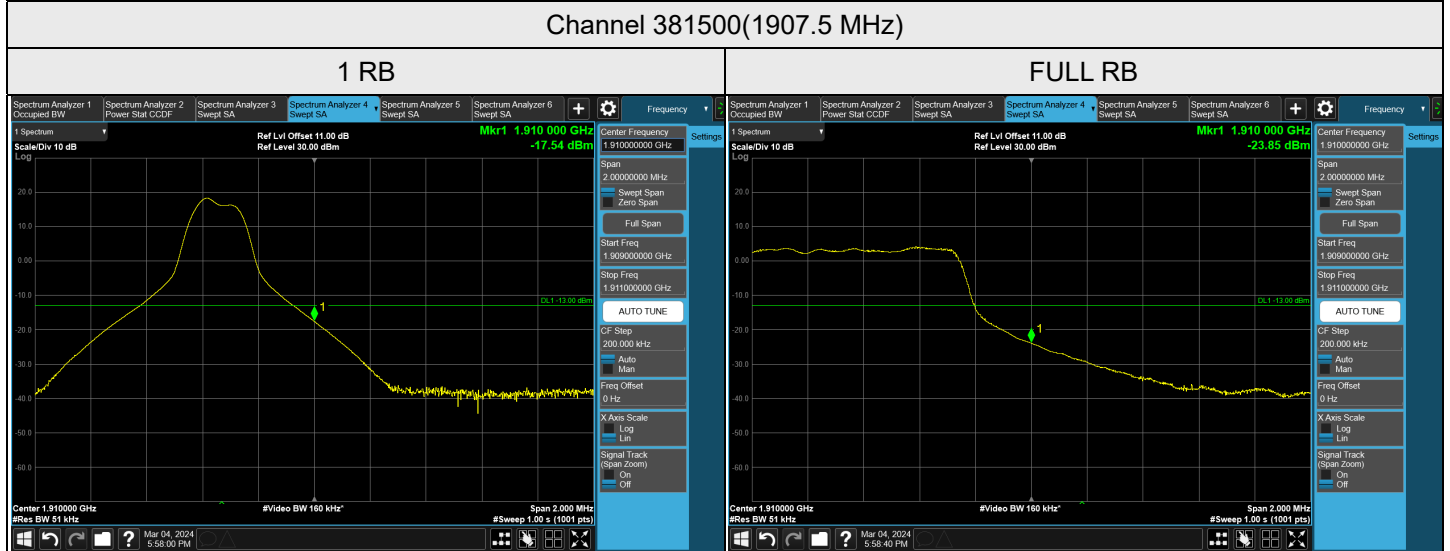 Channel 381500(1907.5 MHz)
1 RB
FULL RB
Spectrum Analyzer 1
Occupied BW
Spectrum Analyzer 2
Power Stat CCDF
Spectrum Analyzer 3
Swept SA
Spectrum Analyzer 4
Swept SA
Spectrum Analyzer 5
Swept SA
Spectrum Analyzer 6
Swept SA
+
Frequency
Settings
1 Spectrum
Scale/Div 10 dB
Log
Ref Lvl Offset 11.00 dB
Ref Level 30.00 dBm
Mkr1 1.910 000 GHz
-17.54 dBm
20.0
10.0
0.00
-10.0
-20.0
-30.0
-40.0
-50.0
-60.0
DL1 -13.00 dBm
1
Center 1.910000 GHz
#Res BW 51 kHz
#Video BW 160 kHz*
Span 2.000 MHz
#Sweep 1.00 s (1001 pts)
Center Frequency
1.910000000 GHz
Span
2.00000000 MHz
Swept Span
Zero Span
Full Span
Start Freq
1.909000000 GHz
Stop Freq
1.911000000 GHz
AUTO TUNE
CF Step
200.000 kHz
Auto
Man
Freq Offset
0 Hz
X Axis Scale
Log
Lin
Signal Track
(Span Zoom)
On
Off
?
Mar 04, 2024
5:58:00 PM
Spectrum Analyzer 1
Occupied BW
Spectrum Analyzer 2
Power Stat CCDF
Spectrum Analyzer 3
Swept SA
Spectrum Analyzer 4
Swept SA
Spectrum Analyzer 5
Swept SA
Spectrum Analyzer 6
Swept SA
+
Frequency
Settings
1 Spectrum
Scale/Div 10 dB
Log
Ref Lvl Offset 11.00 dB
Ref Level 30.00 dBm
Mkr1 1.910 000 GHz
-23.85 dBm
20.0
10.0
0.00
-10.0
-20.0
-30.0
-40.0
-50.0
-60.0
DL1 -13.00 dBm
1
Center 1.910000 GHz
#Res BW 51 kHz
#Video BW 160 kHz*
Span 2.000 MHz
#Sweep 1.00 s (1001 pts)
Center Frequency
1.910000000 GHz
Span
2.00000000 MHz
Swept Span
Zero Span
Full Span
Start Freq
1.909000000 GHz
Stop Freq
1.911000000 GHz
AUTO TUNE
CF Step
200.000 kHz
Auto
Man
Freq Offset
0 Hz
X Axis Scale
Log
Lin
Signal Track
(Span Zoom)
On
Off
?
Mar 04, 2024
5:58:40 PM